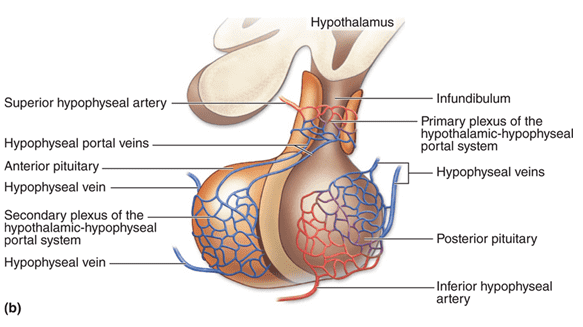 Hypothalamus
Superior hypophyseal artery
Hypophyseal portal veins
Anterior pituitary
Hypophyseal vein
Secondary plexus of the
hypothalamic-hypophyseal
portal system
Hypophyseal vein
Infundibulum
Primary plexus of the
hypothalamic-hypophyseal
portal system
Hypophyseal veins
Posterior pituitary
Inferior hypophyseal
artery
(b)